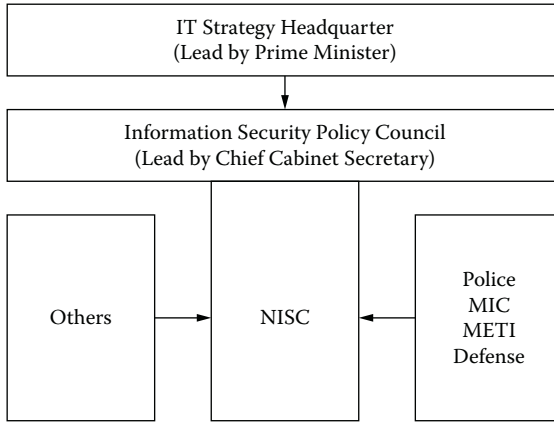 IT Strategy Headquarter
(Lead by Prime Minister)
Information Security Policy Council
(Lead by Chief Cabinet Secretary)
Others
NISC
Police
MIC
METI
Defense